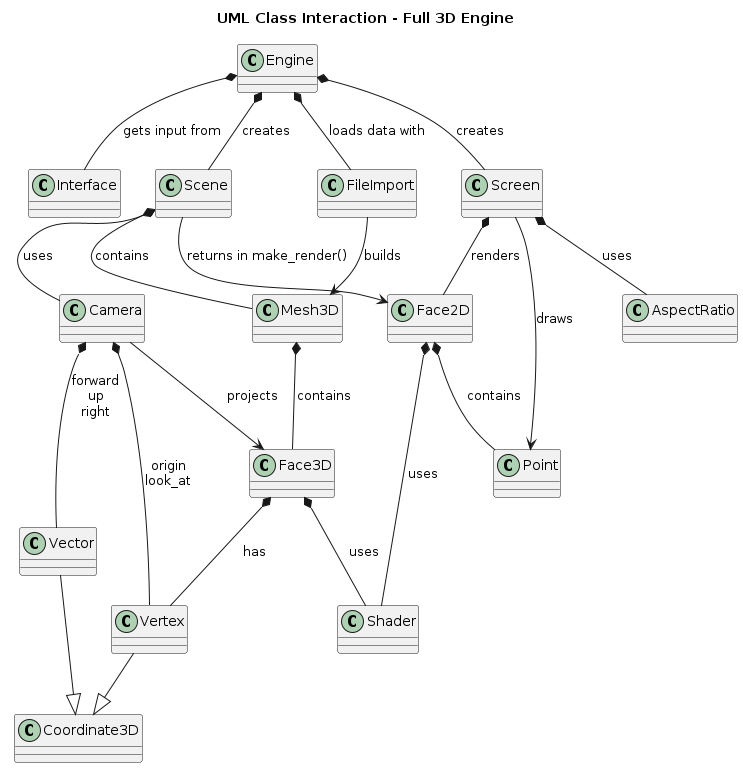 UML Class Interaction - Full 3D Engine
C Engine
gets input from
creates
loads data with
creates
C Interface
C Scene
C FileImport
C Screen
uses
contains
returns in make_render()
builds
renders
uses
draws
C Camera
C Mesh3D
C Face2D
C AspectRatio
forward
up
right
projects
contains
contains
origin
look_at
C Face3D
C Point
uses
C Vector
has
uses
C Vertex
C Shader
C Coordinate3D